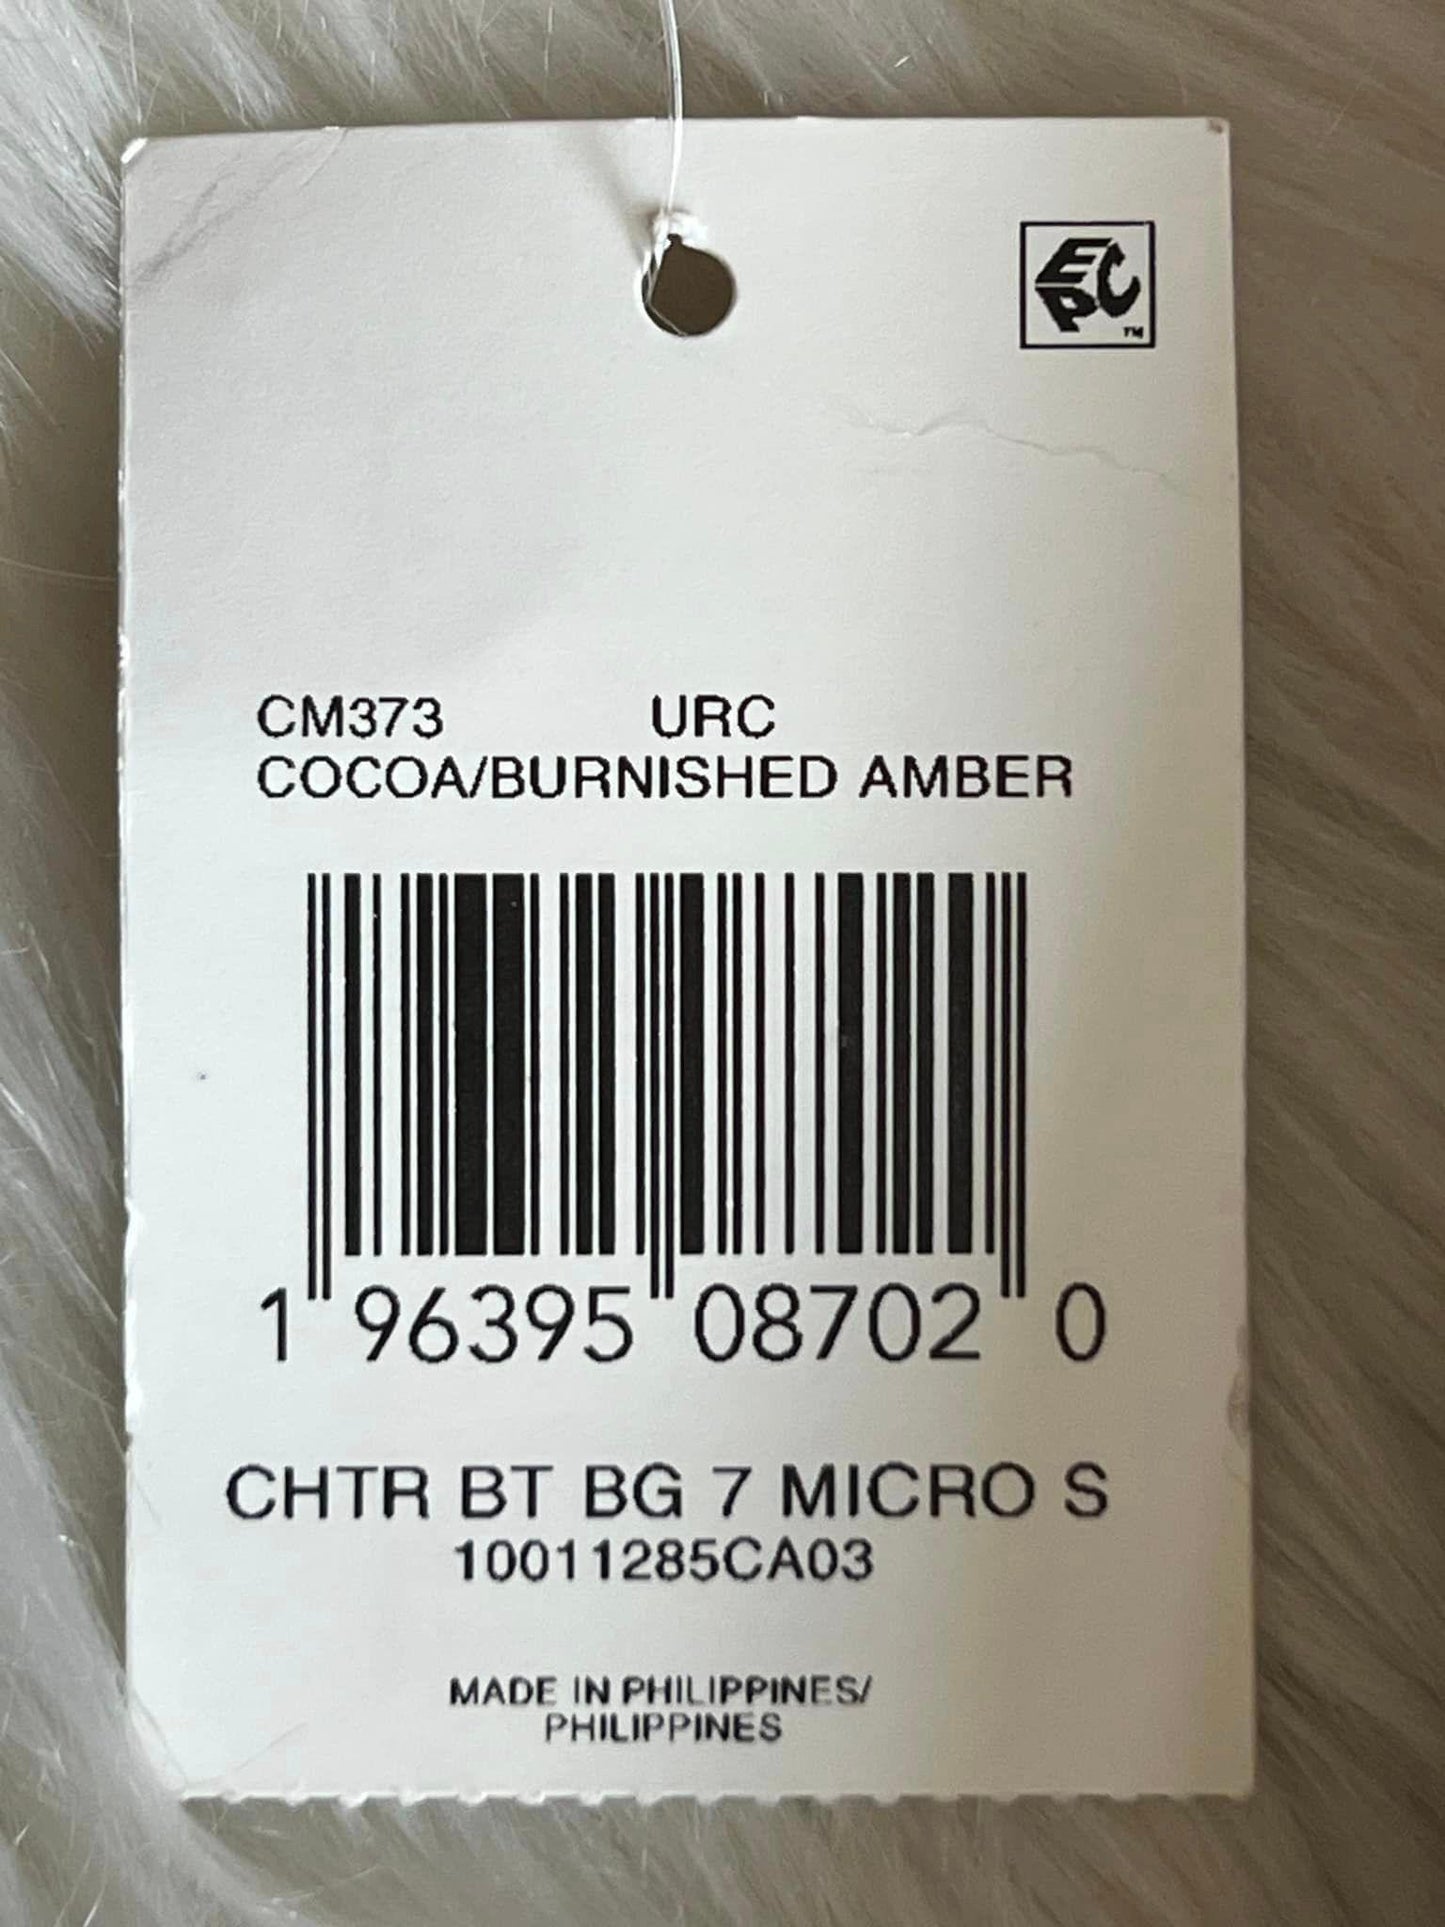 EPC
TM
CM373 URC
COCOA/BURNISHED AMBER
1 96395 08702 0
CHTR BT BG 7 MICRO S
10011285CA03
MADE IN PHILIPPINES/
PHILIPPINES